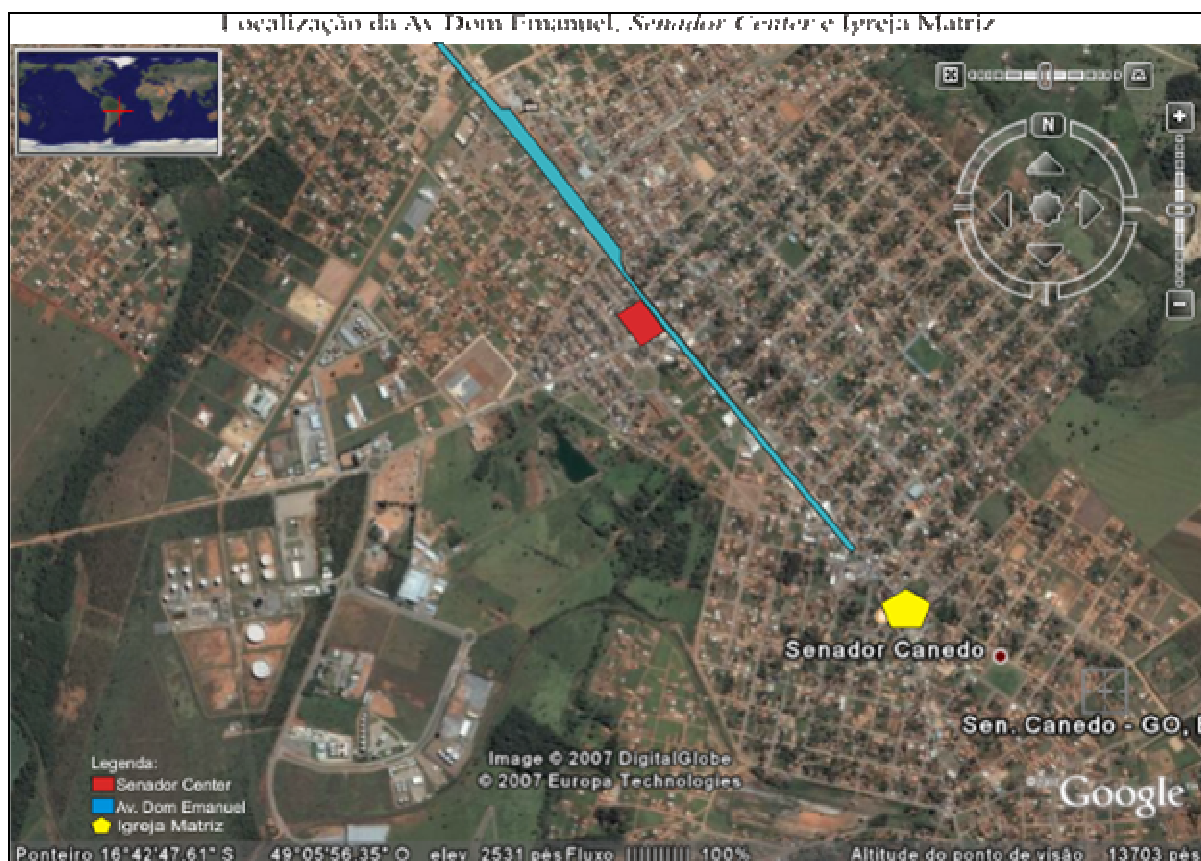 Localização da Av. Dom Emanuel, Senador Center e Igreja Matriz
N
Senador Canedo
Sen. Canedo - GO,
Legenda:
Senador Center
Av. Dom Emanuel
Igreja Matriz
Image © 2007 DigitalGlobe
© 2007 Europa Technologies
Google
Ponteiro 16°42'47.61" S 49°05'56.35" O elev 2531 pés Fluxo |||||||||| 100% Altitude do ponto de visão 13703 pés